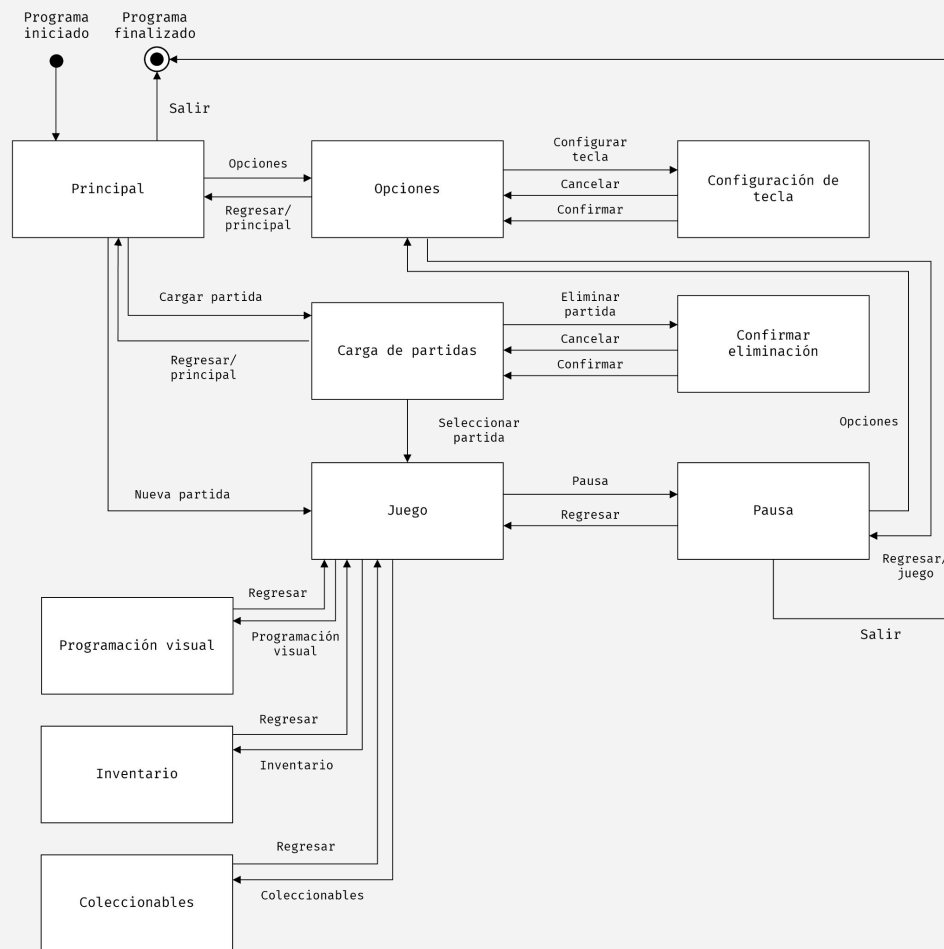 Programa
iniciado
Programa
finalizado
Salir
Principal
Opciones
Regresar/
principal
Opciones
Configurar
tecla
Cancelar
Confirmar
Configuración de
tecla
Cargar partida
Regresar/
principal
Carga de partidas
Eliminar
partida
Cancelar
Confirmar
Confirmar
eliminación
Seleccionar
partida
Opciones
Nueva partida
Juego
Pausa
Regresar
Pausa
Regresar/
juego
Salir
Regresar
Programación
visual
Programación visual
Regresar
Inventario
Inventario
Regresar
Coleccionables
Coleccionables